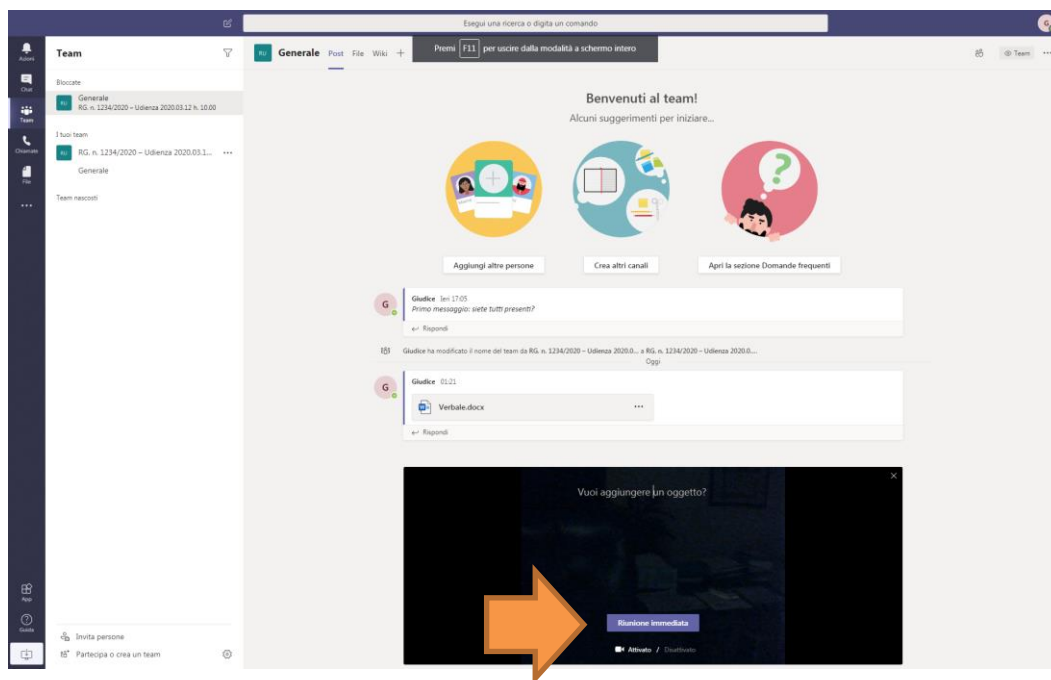 Esegui una ricerca o digita un comando
G
Azioni
Chat
Team
Chiamate
File
App
Guida
Team
Bloccate
RU
Generale
RG. n. 1234/2020 – Udienza 2020.03.12 h. 10.00
I tuoi team
RU
RG. n. 1234/2020 – Udienza 2020.03.1... ...
Generale
Team nascosti
Invita persone
Partecipa o crea un team
RU Generale Post File Wiki +
Premi F11 per uscire dalla modalità a schermo intero
Team ...
Benvenuti al team!
Alcuni suggerimenti per iniziare...
Aggiungi altre persone
Crea altri canali
Apri la sezione Domande frequenti
G
Giudice Ieri 17:05
Primo messaggio: siete tutti presenti?
Rispondi
Giudice ha modificato il nome del team da RG. n. 1234/2020 – Udienza 2020.0... a RG. n. 1234/2020 – Udienza 2020.0....
Oggi
G
Giudice 01:21
Verbale.docx ...
Rispondi
Vuoi aggiungere un oggetto?
Riunione immediata
Attivato / Disattivato